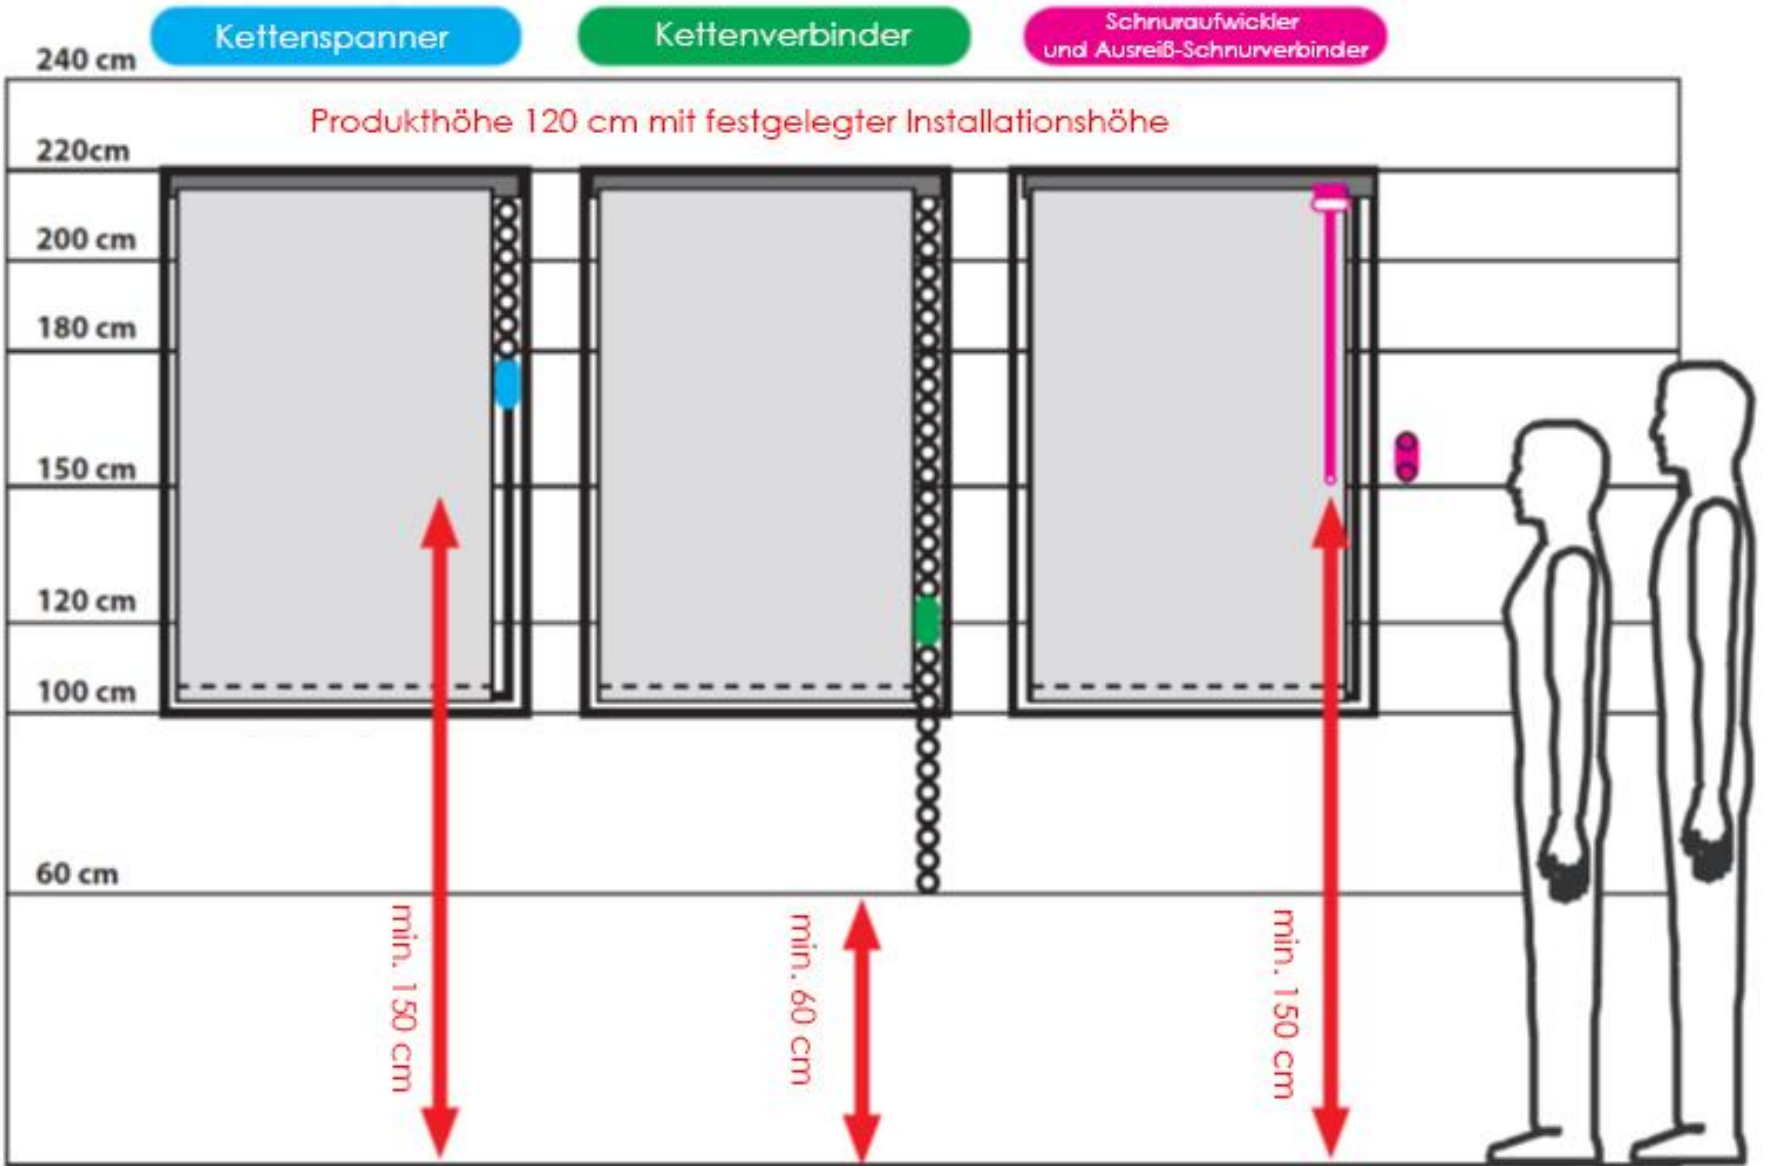 Kettenspanner
Kettenverbinder
Schnuraufwickler
und Ausreiß-Schnurverbinder
240 cm
Produkthöhe 120 cm mit festgelegter Installationshöhe
220cm
200 cm
180 cm
150 cm
120 cm
100 cm
60 cm
min. 150 cm
min. 60 cm
min. 150 cm